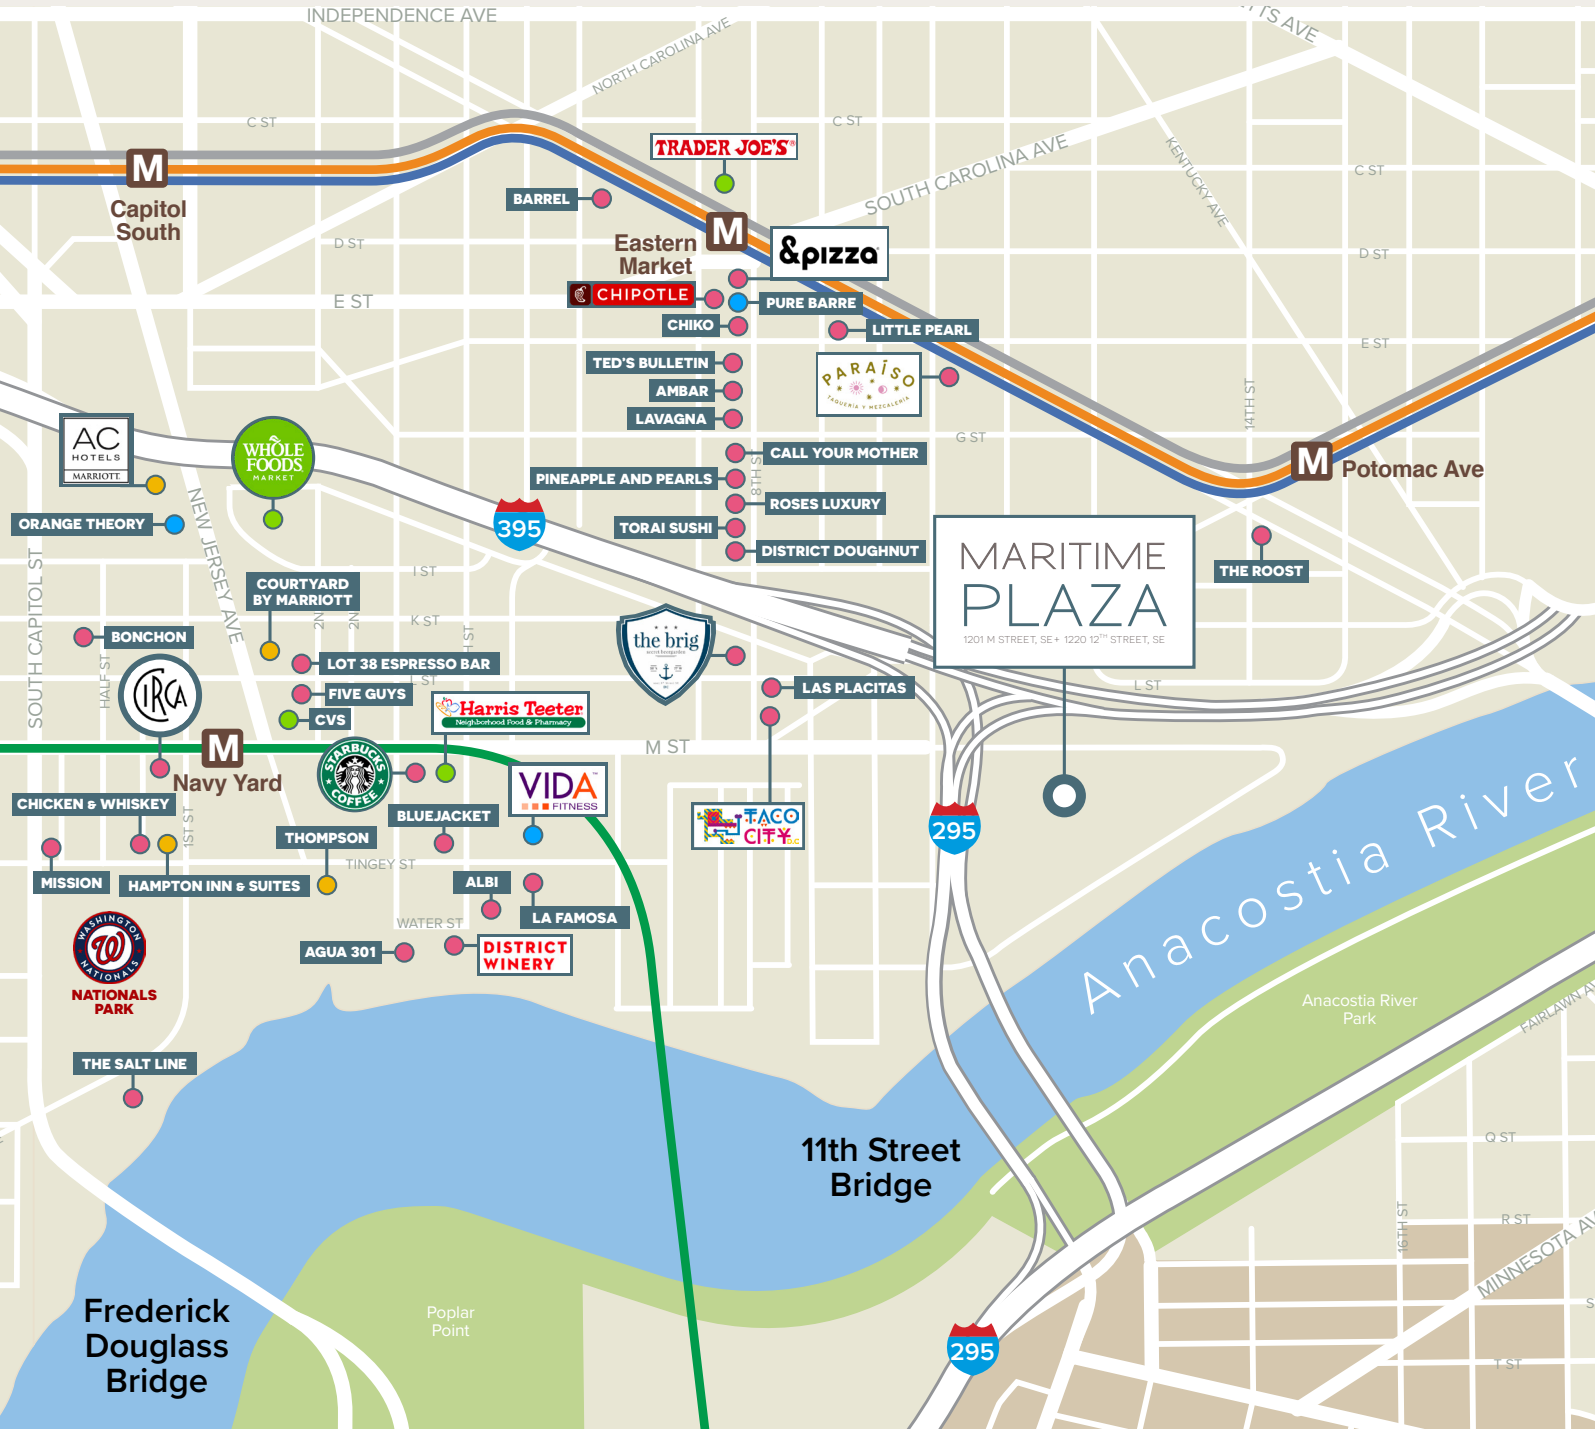 INDEPENDENCE AVE
TTS AVE
NORTH CAROLINA AVE
C ST
C ST
TRADER JOE'S
SOUTH CAROLINA AVE
KENTUCKY AVE
C ST
M
Capitol
South
BARREL
M
Eastern
Market
&pizza
D ST
D ST
E ST
CHIPOTLE
PURE BARRE
CHIKO
LITTLE PEARL
E ST
TED'S BULLETIN
PARAÍSO
TAQUERÍA Y MEZCALERÍA
AMBAR
LAVAGNA
14TH ST
AC
HOTELS
MARRIOTT
WHOLE
FOODS
MARKET
G ST
CALL YOUR MOTHER
8TH ST
PINEAPPLE AND PEARLS
M
Potomac Ave
ROSES LUXURY
ORANGE THEORY
NEW JERSEY AVE
395
TORAI SUSHI
DISTRICT DOUGHNUT
MARITIME
PLAZA
1201 M STREET, SE + 1220 12TH STREET, SE
THE ROOST
SOUTH CAPITOL ST
I ST
COURTYARD
BY MARRIOTT
2N
2N
K ST
H ST
the brig
BONCHON
HALF ST
LOT 38 ESPRESSO BAR
L ST
L ST
CIRCA
FIVE GUYS
CVS
Harris Teeter
Neighborhood Food & Pharmacy
LAS PLACITAS
M
Navy Yard
M ST
STARBUCKS
COFFEE
VIDA
FITNESS
CHICKEN & WHISKEY
1ST ST
BLUEJACKET
TACO
CITY
D.C.
295
Anacostia River
THOMPSON
TINGEY ST
MISSION
HAMPTON INN & SUITES
ALBI
LA FAMOSA
WATER ST
WASHINGTON
W
NATIONALS
NATIONALS
PARK
AGUA 301
DISTRICT
WINERY
Anacostia River
Park
FAIRLAWN AV
THE SALT LINE
11th Street
Bridge
Q ST
16TH ST
R ST
MINNESOTA AV
Frederick
Douglass
Bridge
Poplar
Point
S
295
T ST